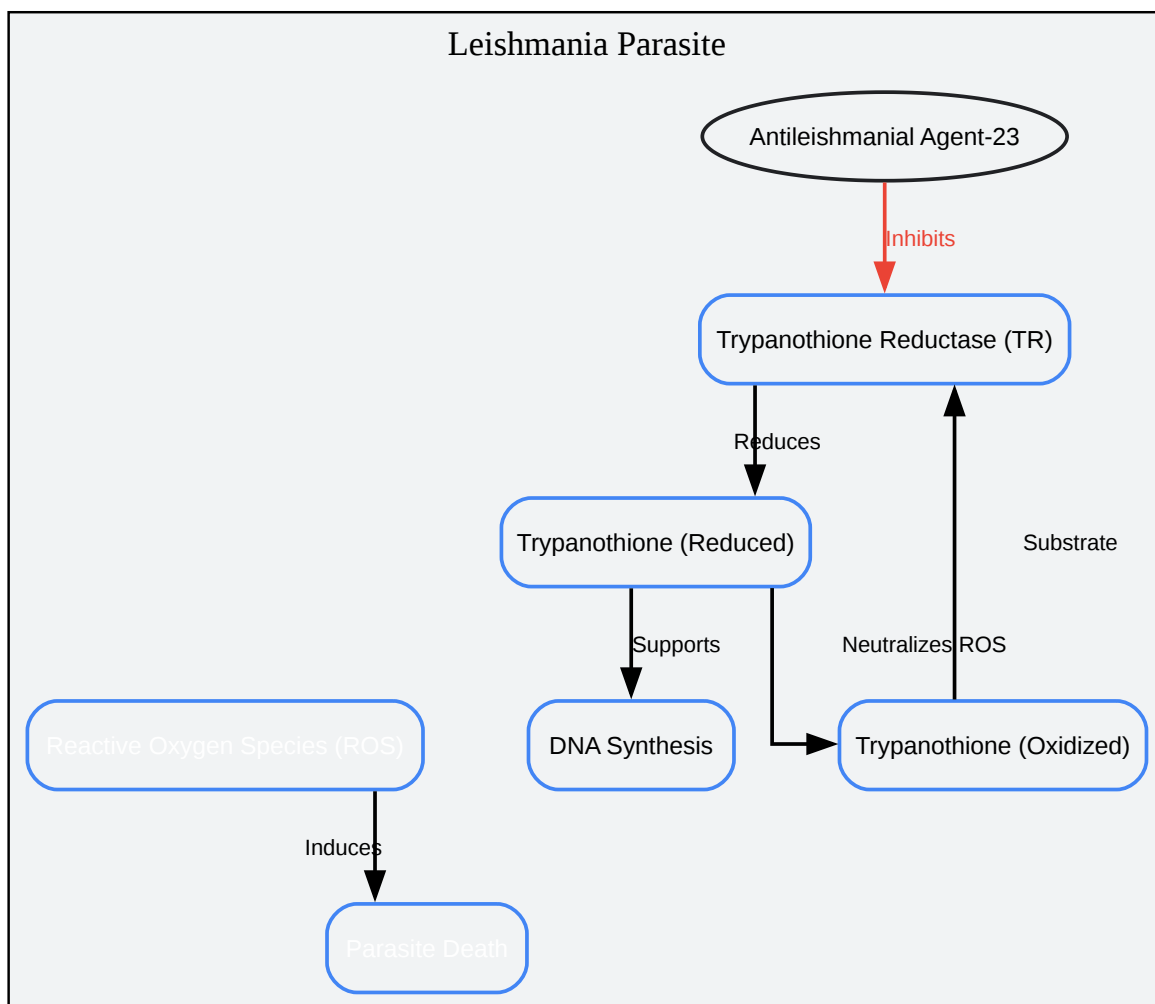 Leishmania Parasite
Antileishmanial Agent-23
Inhibits
Trypanothione Reductase (TR)
Reduces
Trypanothione (Reduced)
Substrate
Supports
Neutralizes ROS
Reactive Oxygen Species (ROS)
DNA Synthesis
Trypanothione (Oxidized)
Induces
Parasite Death